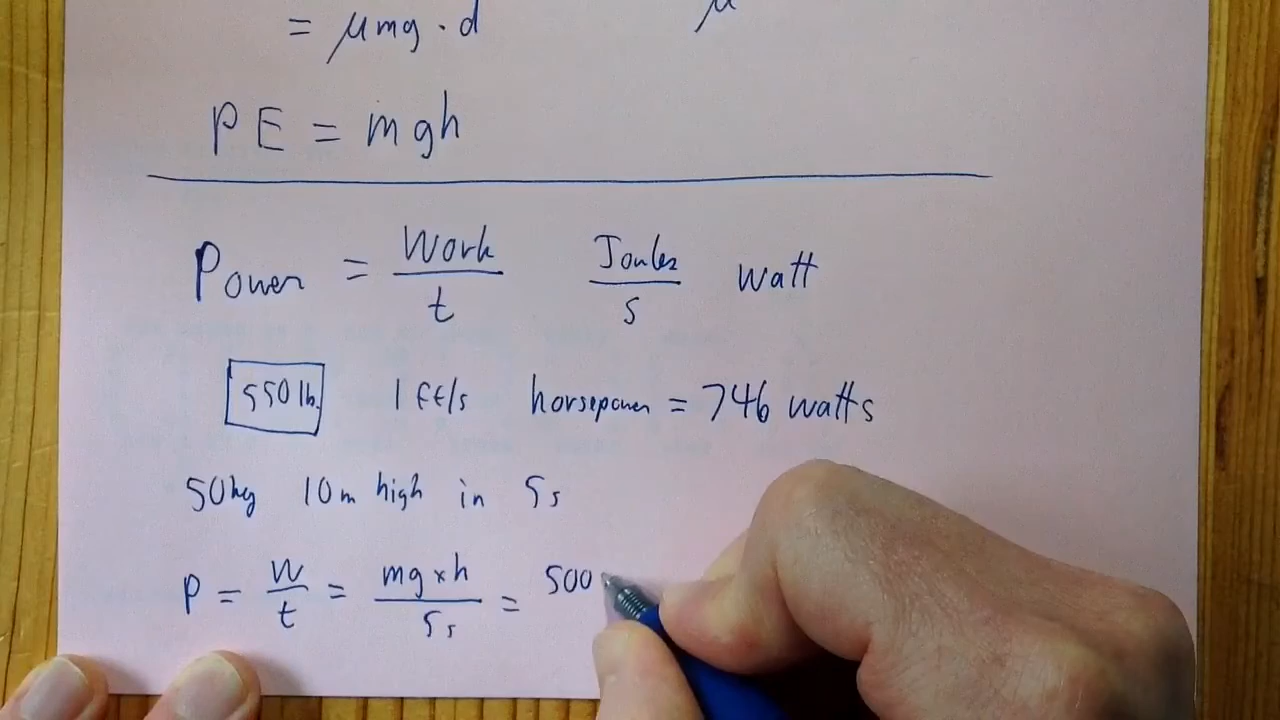 = μmg · d μ
PE = mgh
Power = Work / t Joules / s watt
550 lb. 1 ft/s horsepower = 746 watts
50kg 10m high in 5s
P = W / t = mg x h / 5s = 500